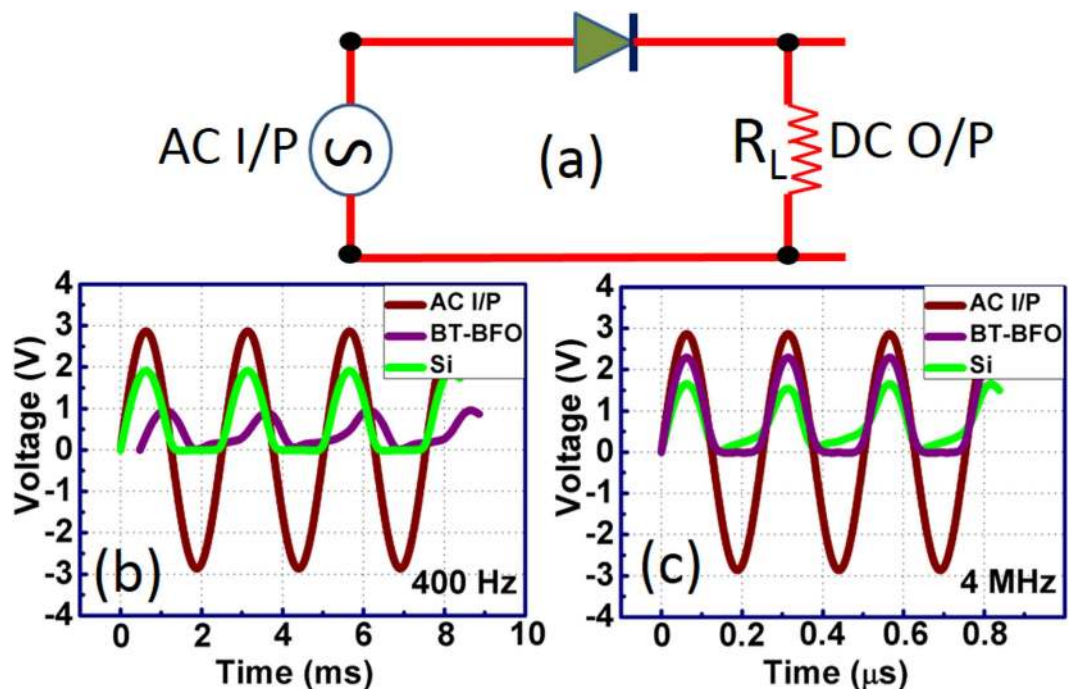 AC I/P
(a)
R_L
DC O/P
4
3
2
1
0
-1
-2
-3
-4
Voltage (V)
AC I/P
BT-BFO
Si
(b)
400 Hz
0 2 4 6 8 10
Time (ms)
4
3
2
1
0
-1
-2
-3
-4
Voltage (V)
AC I/P
BT-BFO
Si
(c)
4 MHz
0 0.2 0.4 0.6 0.8
Time (μs)